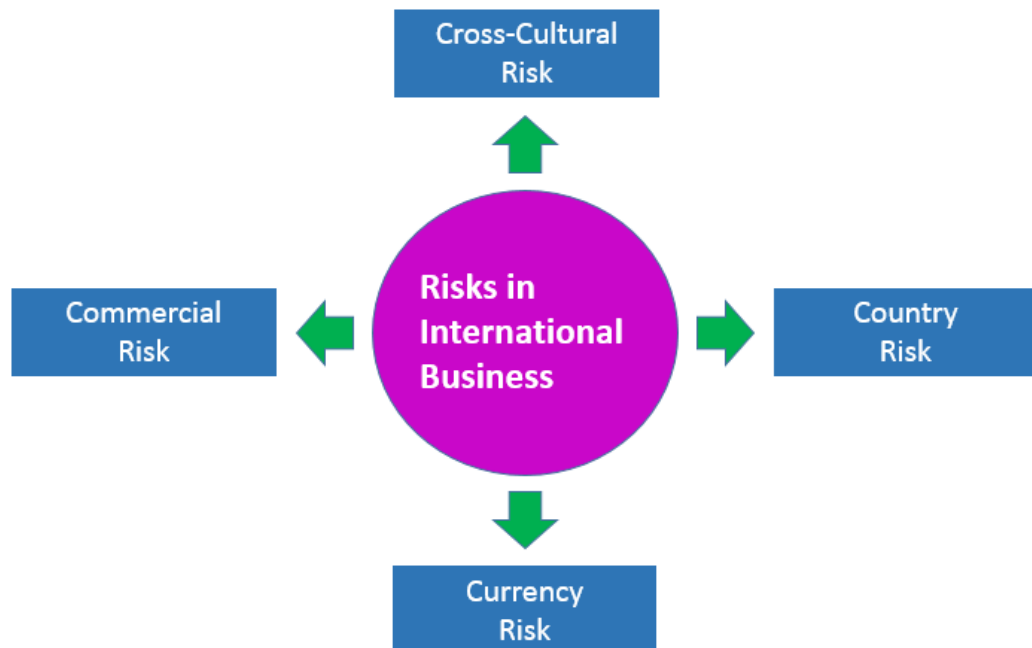 Cross-Cultural
Risk
Commercial
Risk
Risks in
International
Business
Country
Risk
Currency
Risk